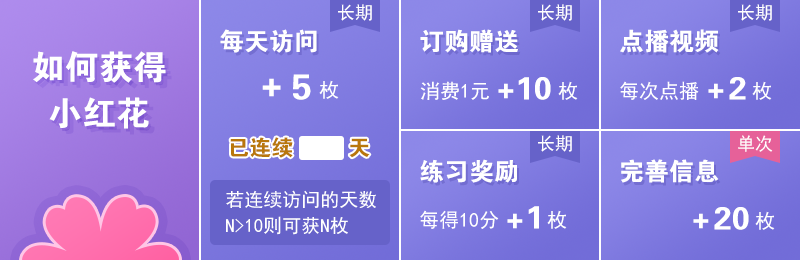 如何获得
小红花
长期
每天访问
+ 5 枚
已连续 天
若连续访问的天数
N>10则可获N枚
长期
订购赠送
消费1元 +10 枚
长期
点播视频
每次点播 +2 枚
长期
练习奖励
每得10分 +1 枚
单次
完善信息
+20 枚